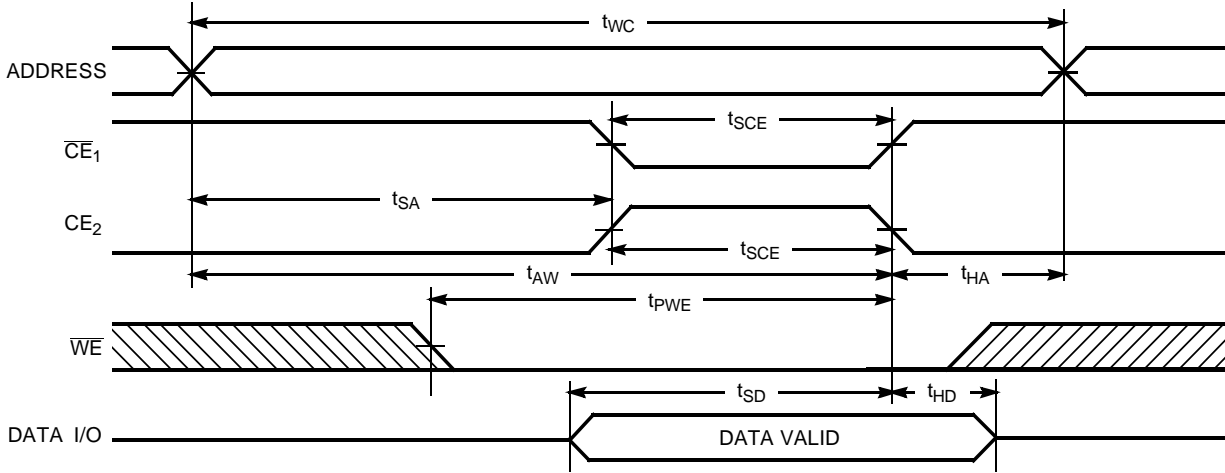 tWC
ADDRESS
tSCE
CE1
tSA
CE2
tSCE
tAW
tHA
tPWE
WE
tSD
tHD
DATA I/O
DATA VALID